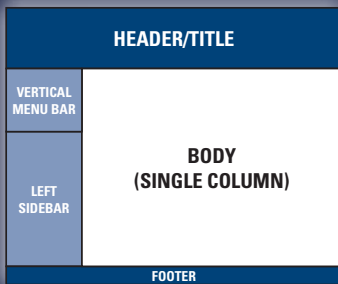 HEADER/TITLE
VERTICAL
MENU BAR
BODY
(SINGLE COLUMN)
LEFT
SIDEBAR
FOOTER